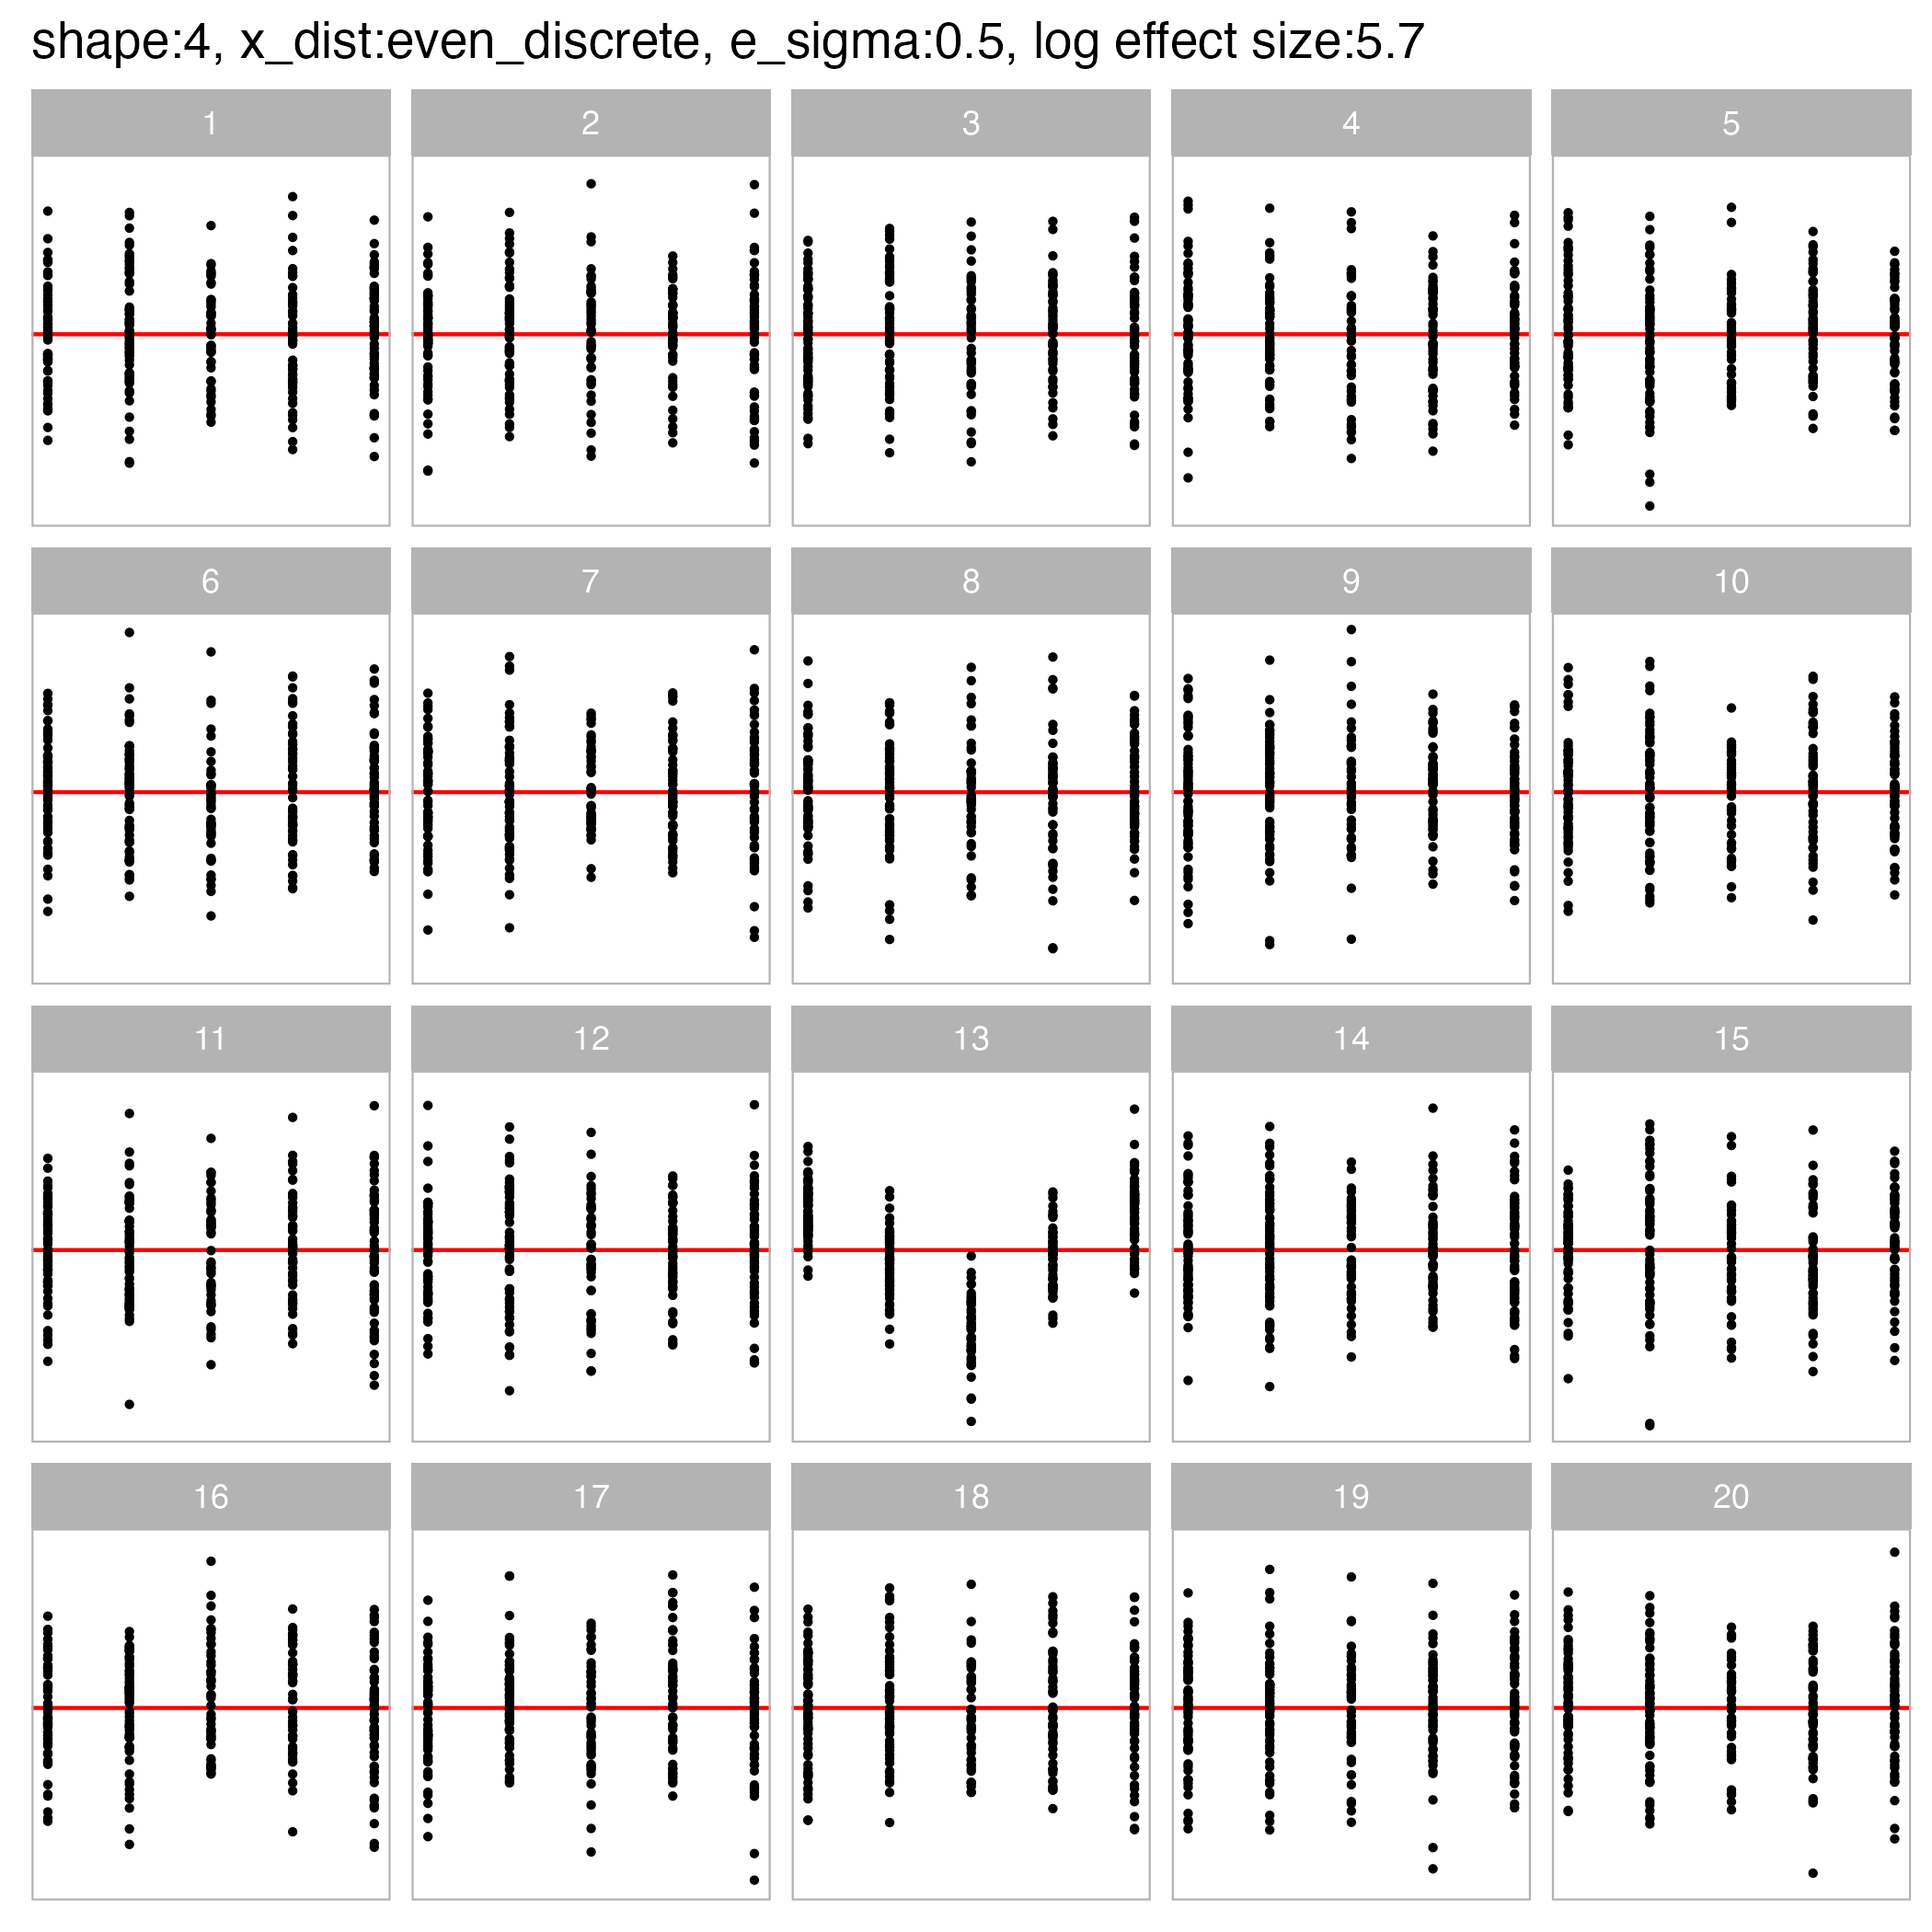 shape:4, x_dist:even_discrete, e_sigma:0.5, log effect size:5.7
1 2 3 4 5
6 7 8 9 10
11 12 13 14 15
16 17 18 19 20